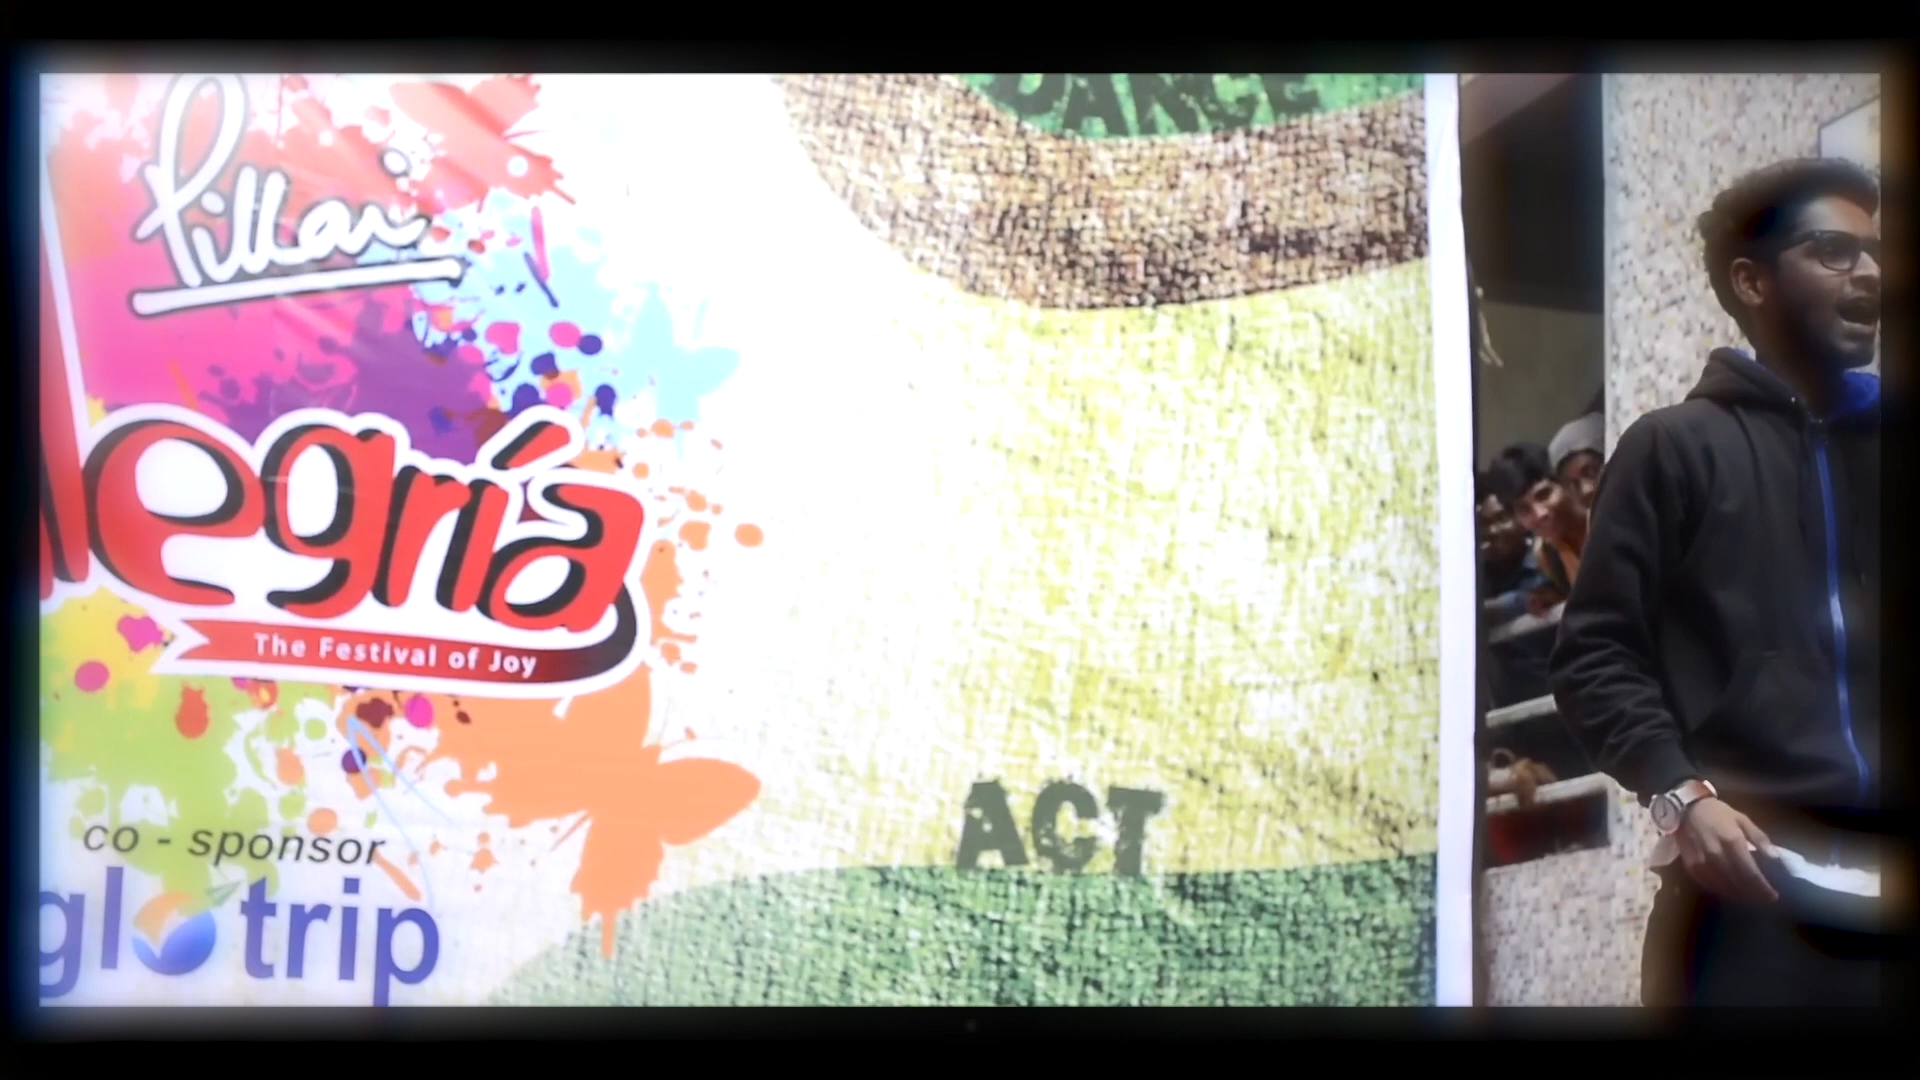 DANCE
Pillai
legría
The Festival of Joy
ACT
co - sponsor
glotrip